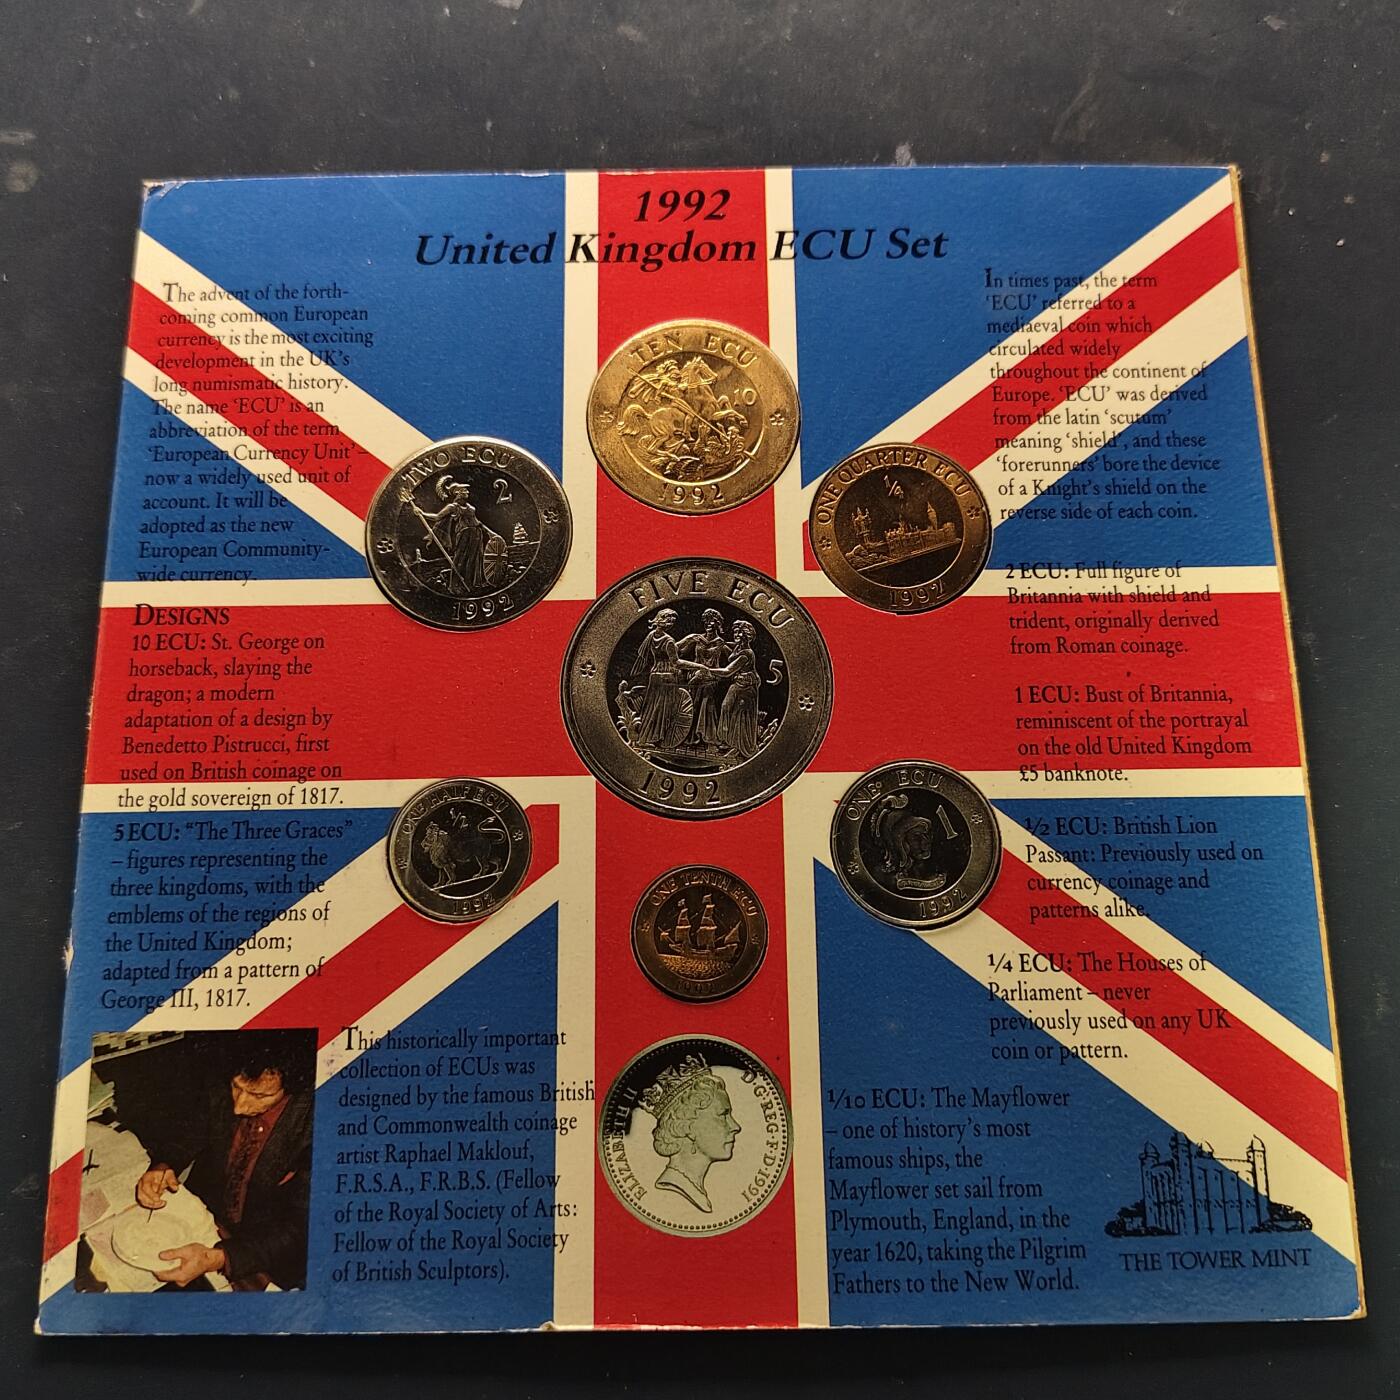 1992
United Kingdom ECU Set
The advent of the forth-
coming common European
currency is the most exciting
development in the UK's
long numismatic history.
The name 'ECU' is an
abbreviation of the term
'European Currency Unit' –
now a widely used unit of
account. It will be
adopted as the new
European Community-
wide currency.
DESIGNS
10 ECU: St. George on
horseback, slaying the
dragon; a modern
adaptation of a design by
Benedetto Pistrucci, first
used on British coinage on
the gold sovereign of 1817.
5 ECU: "The Three Graces"
– figures representing the
three kingdoms, with the
emblems of the regions of
the United Kingdom;
adapted from a pattern of
George III, 1817.
This historically important
collection of ECUs was
designed by the famous British
and Commonwealth coinage
artist Raphael Maklouf,
F.R.S.A., F.R.B.S. (Fellow
of the Royal Society of Arts:
Fellow of the Royal Society
of British Sculptors).
TEN ECU
10
1992
TWO ECU
2
1992
ONE QUARTER ECU
1/4
1992
FIVE ECU
5
1992
ONE HALF ECU
1/2
1992
ONE ECU
1
1992
ONE TENTH ECU
1992
ELIZABETH II
D·G·REG·F·D·1991
In times past, the term
'ECU' referred to a
mediaeval coin which
circulated widely
throughout the continent of
Europe. 'ECU' was derived
from the latin 'scutum'
meaning 'shield', and these
'forerunners' bore the device
of a Knight's shield on the
reverse side of each coin.
2 ECU: Full figure of
Britannia with shield and
trident, originally derived
from Roman coinage.
1 ECU: Bust of Britannia,
reminiscent of the portrayal
on the old United Kingdom
£5 banknote.
1/2 ECU: British Lion
Passant: Previously used on
currency coinage and
patterns alike.
1/4 ECU: The Houses of
Parliament – never
previously used on any UK
coin or pattern.
1/10 ECU: The Mayflower
– one of history's most
famous ships, the
Mayflower set sail from
Plymouth, England, in the
year 1620, taking the Pilgrim
Fathers to the New World.
THE TOWER MINT